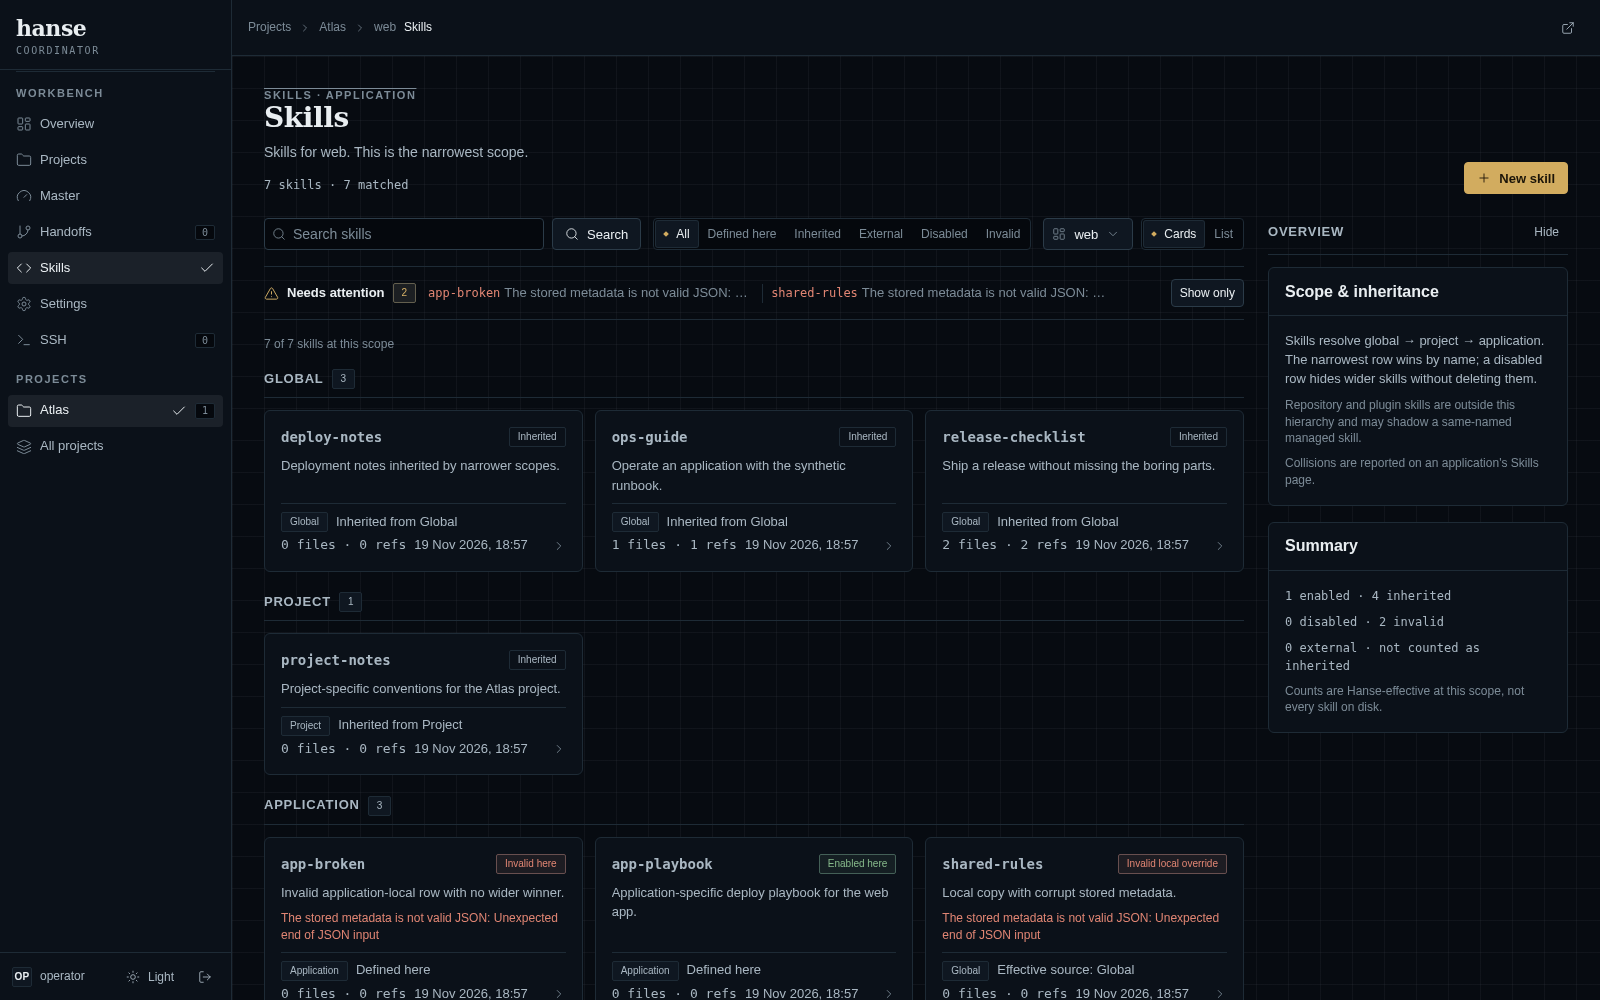 hanse
COORDINATOR
WORKBENCH
Overview
Projects
Master
Handoffs 0
Skills
Settings
SSH 0
PROJECTS
Atlas 1
All projects
OP operator Light
Projects Atlas web Skills
SKILLS · APPLICATION
Skills
Skills for web. This is the narrowest scope.
7 skills · 7 matched
New skill
Search skills Search All Defined here Inherited External Disabled Invalid web Cards List
Needs attention 2 app-broken The stored metadata is not valid JSON: … shared-rules The stored metadata is not valid JSON: … Show only
7 of 7 skills at this scope
GLOBAL 3
deploy-notes Inherited
Deployment notes inherited by narrower scopes.
Global Inherited from Global
0 files · 0 refs 19 Nov 2026, 18:57
ops-guide Inherited
Operate an application with the synthetic
runbook.
Global Inherited from Global
1 files · 1 refs 19 Nov 2026, 18:57
release-checklist Inherited
Ship a release without missing the boring parts.
Global Inherited from Global
2 files · 2 refs 19 Nov 2026, 18:57
PROJECT 1
project-notes Inherited
Project-specific conventions for the Atlas project.
Project Inherited from Project
0 files · 0 refs 19 Nov 2026, 18:57
APPLICATION 3
app-broken Invalid here
Invalid application-local row with no wider winner.
The stored metadata is not valid JSON: Unexpected
end of JSON input
Application Defined here
0 files · 0 refs 19 Nov 2026, 18:57
app-playbook Enabled here
Application-specific deploy playbook for the web
app.
Application Defined here
0 files · 0 refs 19 Nov 2026, 18:57
shared-rules Invalid local override
Local copy with corrupt stored metadata.
The stored metadata is not valid JSON: Unexpected
end of JSON input
Global Effective source: Global
0 files · 0 refs 19 Nov 2026, 18:57
OVERVIEW Hide
Scope & inheritance
Skills resolve global → project → application.
The narrowest row wins by name; a disabled
row hides wider skills without deleting them.
Repository and plugin skills are outside this
hierarchy and may shadow a same-named
managed skill.
Collisions are reported on an application's Skills
page.
Summary
1 enabled · 4 inherited
0 disabled · 2 invalid
0 external · not counted as
inherited
Counts are Hanse-effective at this scope, not
every skill on disk.